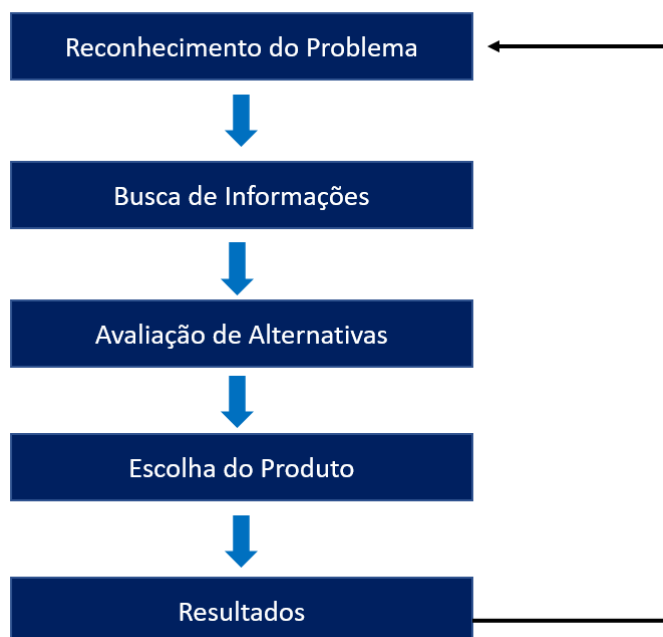 Reconhecimento do Problema
Busca de Informações
Avaliação de Alternativas
Escolha do Produto
Resultados